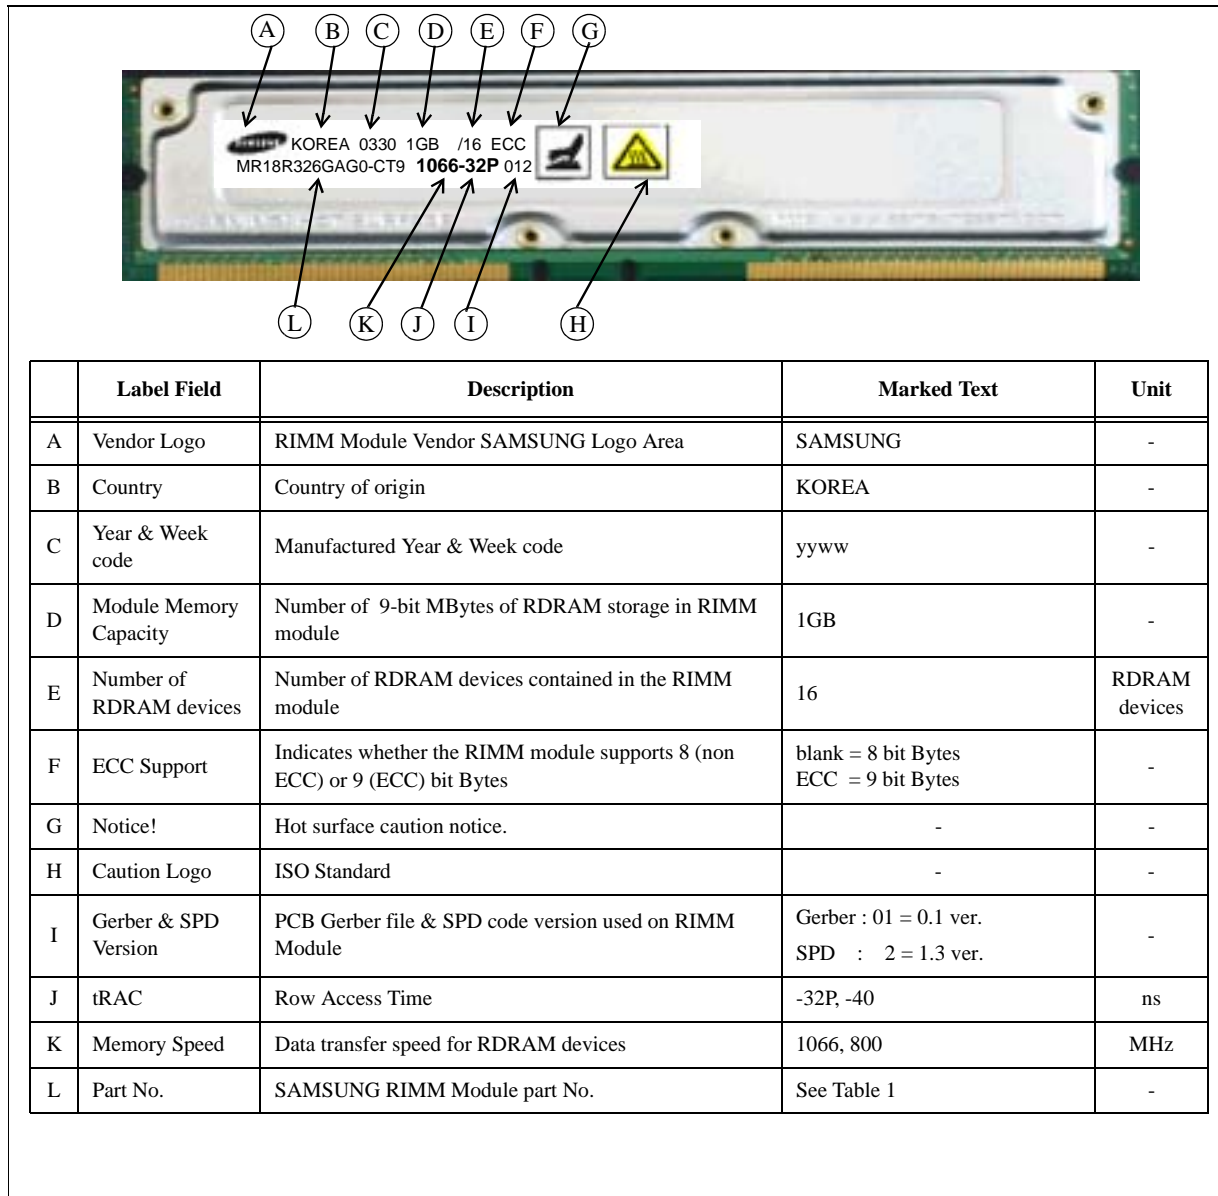 A B C D E F G
KOREA 0330 1GB /16 ECC
MR18R326GAG0-CT9 1066-32P 012
L K J I H
Label Field Description Marked Text Unit
A Vendor Logo RIMM Module Vendor SAMSUNG Logo Area SAMSUNG -
B Country Country of origin KOREA -
C Year & Week code Manufactured Year & Week code yyww -
D Module Memory Capacity Number of 9-bit MBytes of RDRAM storage in RIMM module 1GB -
E Number of RDRAM devices Number of RDRAM devices contained in the RIMM module 16 RDRAM devices
F ECC Support Indicates whether the RIMM module supports 8 (non ECC) or 9 (ECC) bit Bytes blank = 8 bit Bytes ECC = 9 bit Bytes -
G Notice! Hot surface caution notice. - -
H Caution Logo ISO Standard - -
I Gerber & SPD Version PCB Gerber file & SPD code version used on RIMM Module Gerber : 01 = 0.1 ver. SPD : 2 = 1.3 ver. -
J tRAC Row Access Time -32P, -40 ns
K Memory Speed Data transfer speed for RDRAM devices 1066, 800 MHz
L Part No. SAMSUNG RIMM Module part No. See Table 1 -